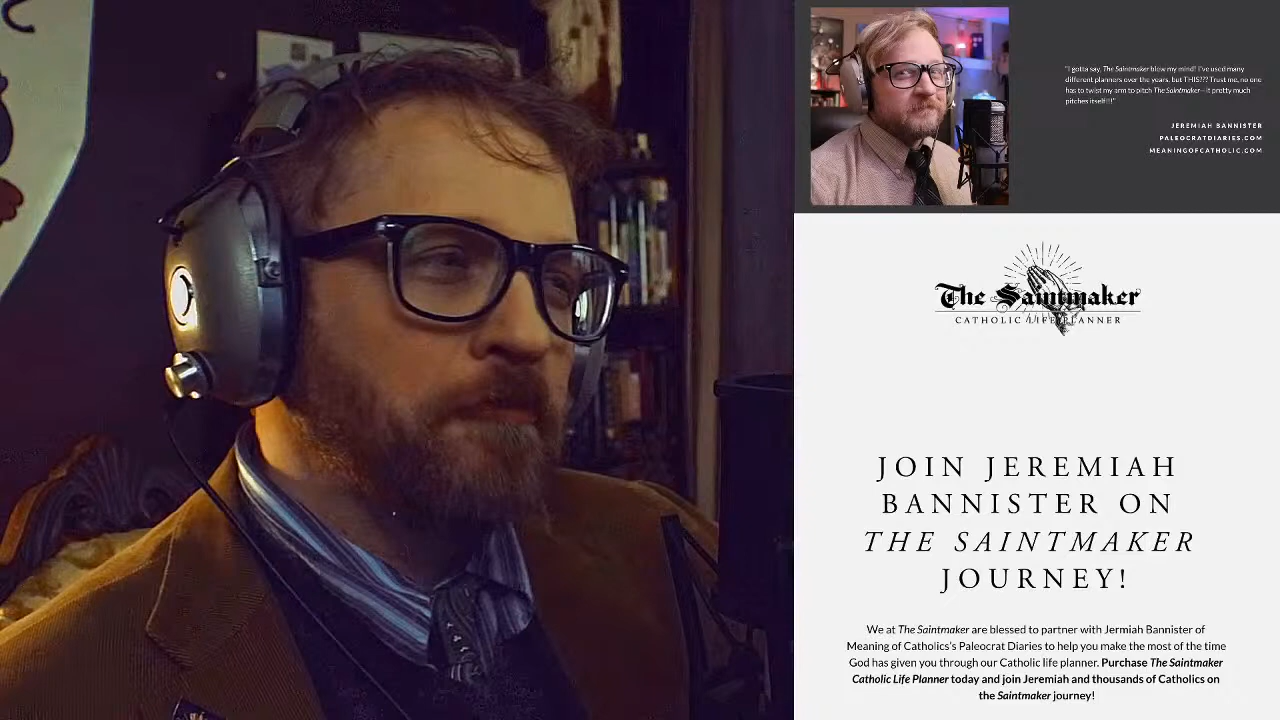 "I gotta say, The Saintmaker blew my mind! I've used many
different planners over the years, but THIS??? Trust me, no one
has to twist my arm to pitch The Saintmaker—it pretty much
pitches itself!!!"
JEREMIAH BANNISTER
PALEOCRATDIARIES.COM
MEANINGOFCATHOLIC.COM
The Saintmaker
CATHOLIC LIFE PLANNER
JOIN JEREMIAH
BANNISTER ON
THE SAINTMAKER
JOURNEY!
We at The Saintmaker are blessed to partner with Jermiah Bannister of
Meaning of Catholics's Paleocrat Diaries to help you make the most of the time
God has given you through our Catholic life planner. Purchase The Saintmaker
Catholic Life Planner today and join Jeremiah and thousands of Catholics on
the Saintmaker journey!